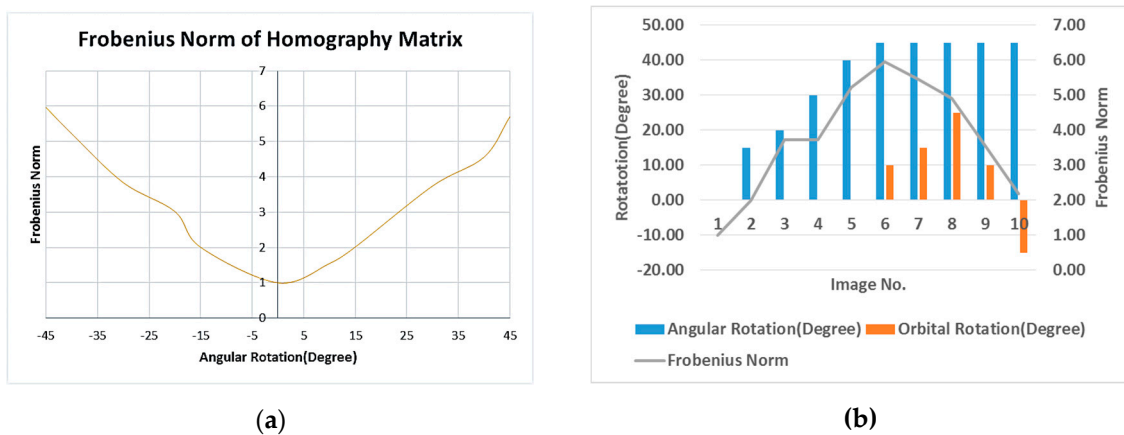 Frobenius Norm of Homography Matrix
7
6
5
4
3
2
1
0
Frobenius Norm
-45 -35 -25 -15 -5 5 15 25 35 45
Angular Rotation(Degree)
(a)
50.00 7.00
40.00 6.00
30.00 5.00
20.00 4.00
10.00 3.00
0.00 2.00
-10.00 1.00
-20.00 0.00
Rotatotion(Degree)
Frobenius Norm
1 2 3 4 5 6 7 8 9 10
Image No.
Angular Rotation(Degree) Orbital Rotation(Degree)
Frobenius Norm
(b)